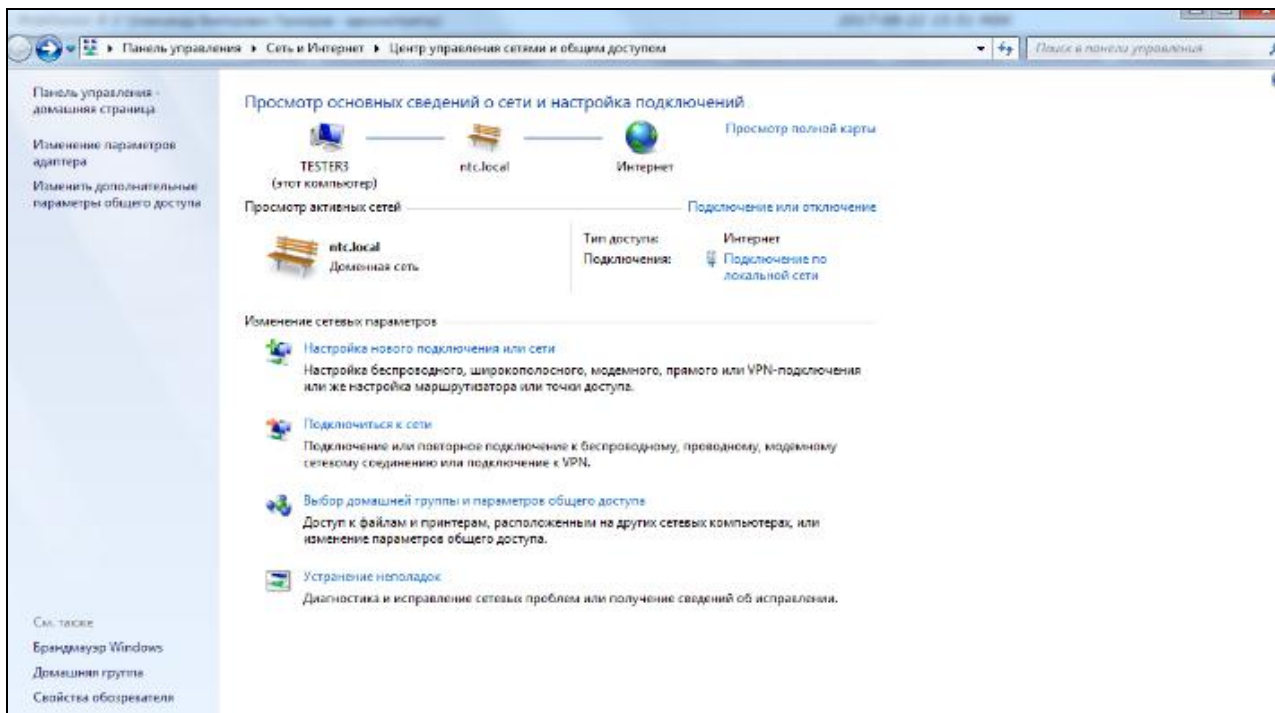 Панель управления ▸ Сеть и Интернет ▸ Центр управления сетями и общим доступом
Поиск в панели управления
Панель управления -
домашняя страница
Изменение параметров
адаптера
Изменить дополнительные
параметры общего доступа
Просмотр основных сведений о сети и настройка подключений
Просмотр полной карты
TESTER3
(этот компьютер)
ntc.local
Интернет
Просмотр активных сетей
Подключение или отключение
ntc.local
Доменная сеть
Тип доступа: Интернет
Подключения: Подключение по
локальной сети
Изменение сетевых параметров
Настройка нового подключения или сети
Настройка беспроводного, широкополосного, модемного, прямого или VPN-подключения
или же настройка маршрутизатора или точки доступа.
Подключиться к сети
Подключение или повторное подключение к беспроводному, проводному, модемному
сетевому соединению или подключение к VPN.
Выбор домашней группы и параметров общего доступа
Доступ к файлам и принтерам, расположенным на других сетевых компьютерах, или
изменение параметров общего доступа.
Устранение неполадок
Диагностика и исправление сетевых проблем или получение сведений об исправлении.
См. также
Брандмауэр Windows
Домашняя группа
Свойства обозревателя